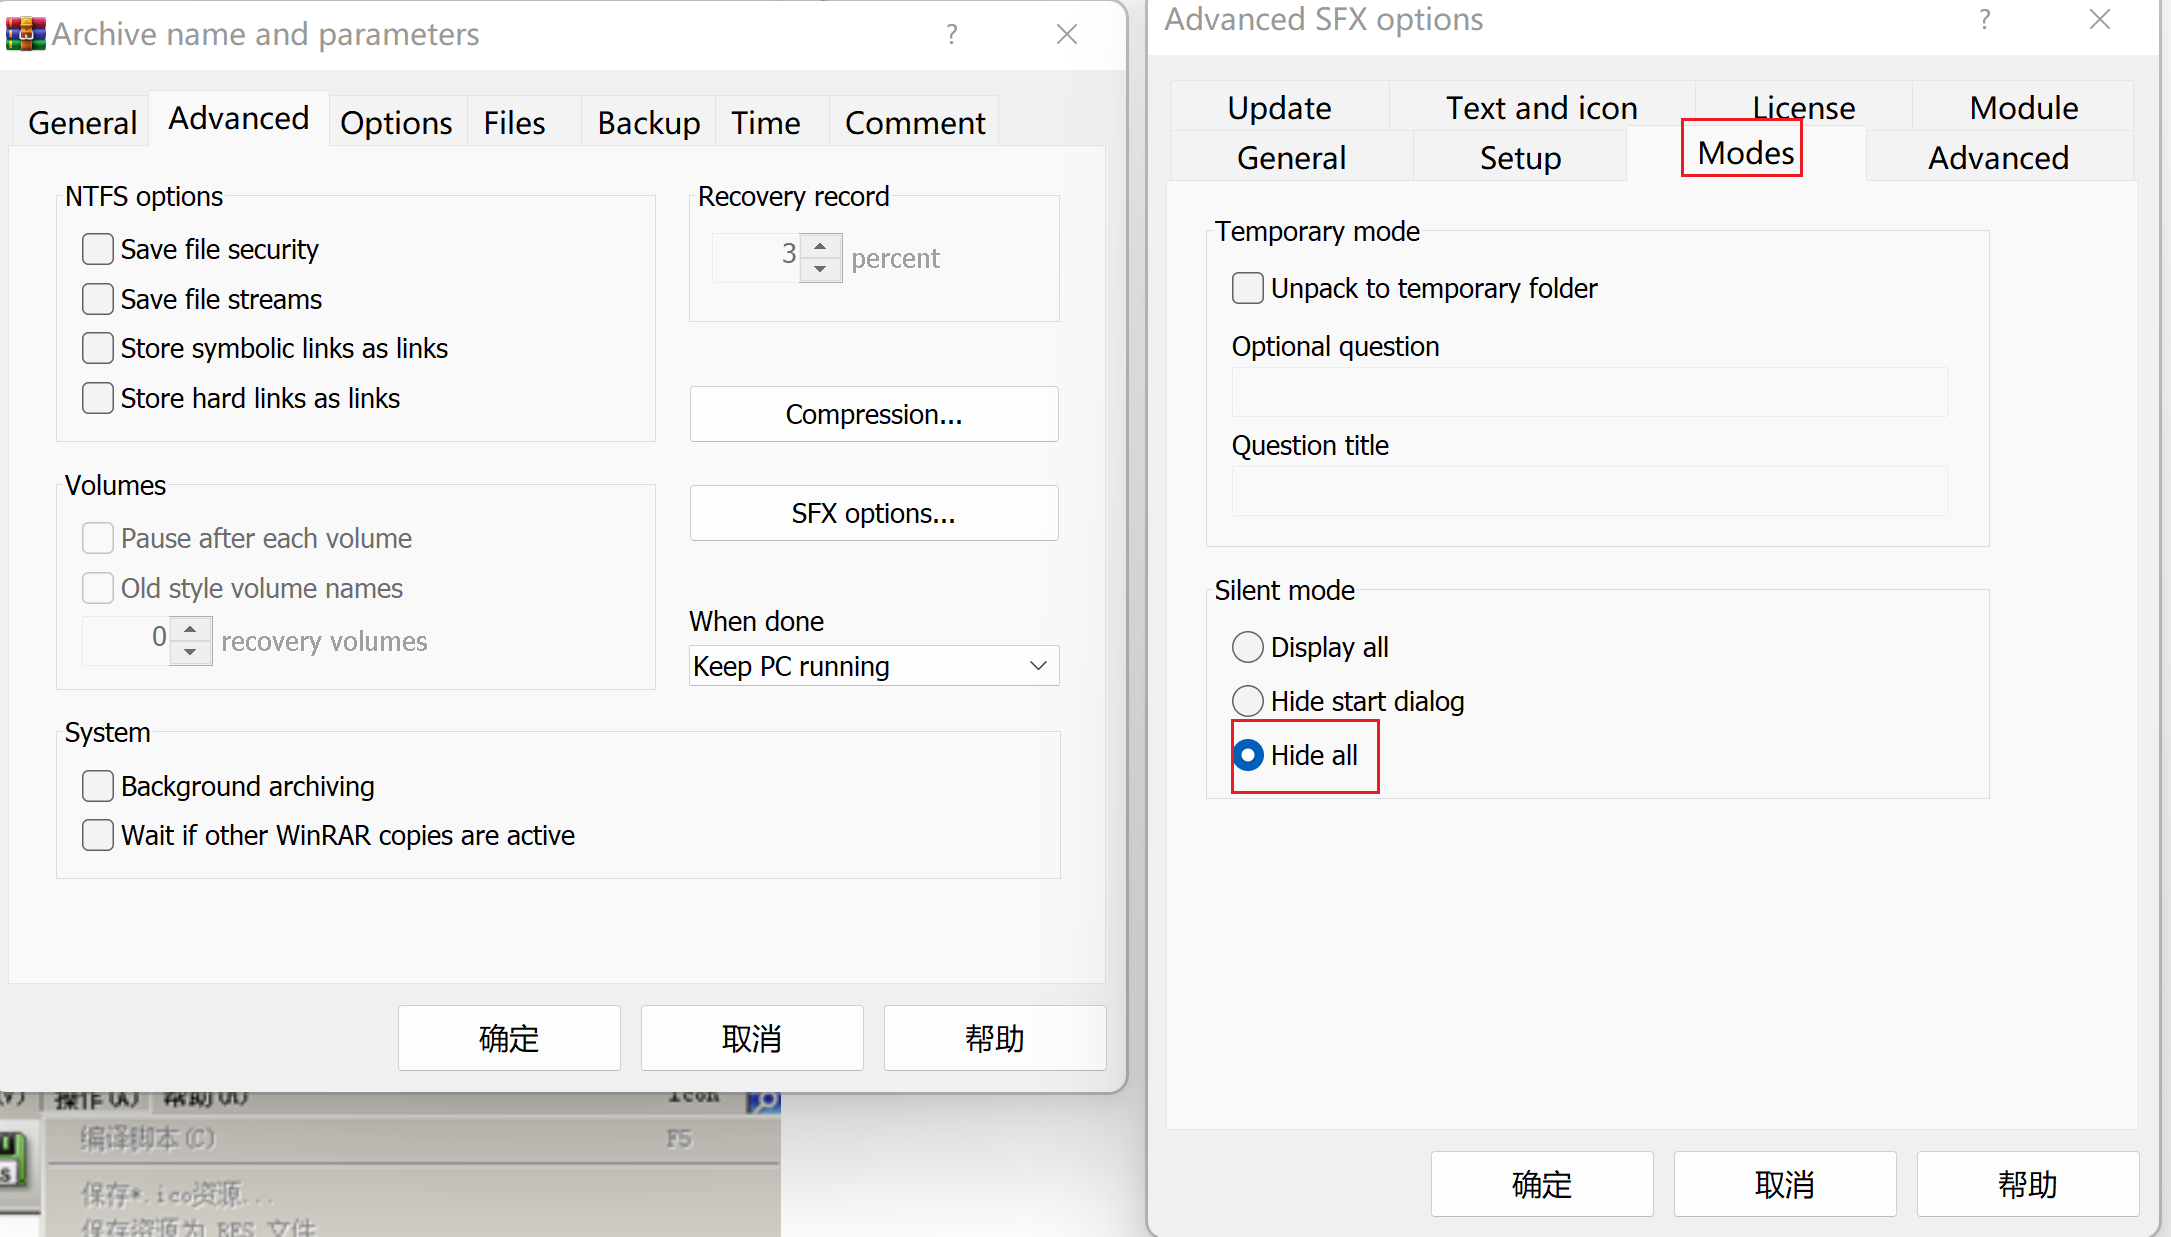 Archive name and parameters ?
General Advanced Options Files Backup Time Comment
NTFS options
Save file security
Save file streams
Store symbolic links as links
Store hard links as links
Volumes
Pause after each volume
Old style volume names
0 recovery volumes
Recovery record
3 percent
Compression...
SFX options...
When done
Keep PC running
System
Background archiving
Wait if other WinRAR copies are active
确定 取消 帮助
操作(A) 帮助(H) Icon
编译脚本(C) F5
保存*.ico资源...
保存资源为 RES 文件
Advanced SFX options ?
Update Text and icon License Module
General Setup Modes Advanced
Temporary mode
Unpack to temporary folder
Optional question
Question title
Silent mode
Display all
Hide start dialog
Hide all
确定 取消 帮助